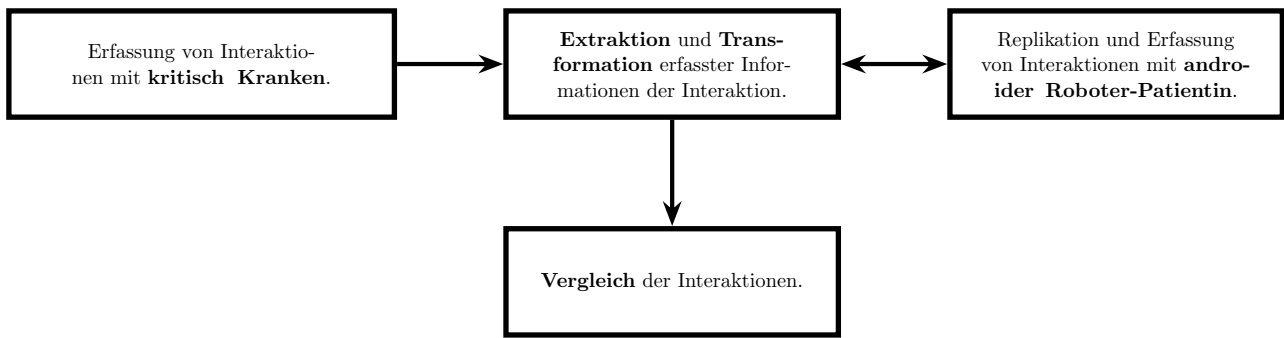 Erfassung von Interaktio-
nen mit kritisch Kranken.
Extraktion und Trans-
formation erfasster Infor-
mationen der Interaktion.
Replikation und Erfassung
von Interaktionen mit andro-
ider Roboter-Patientin.
Vergleich der Interaktionen.